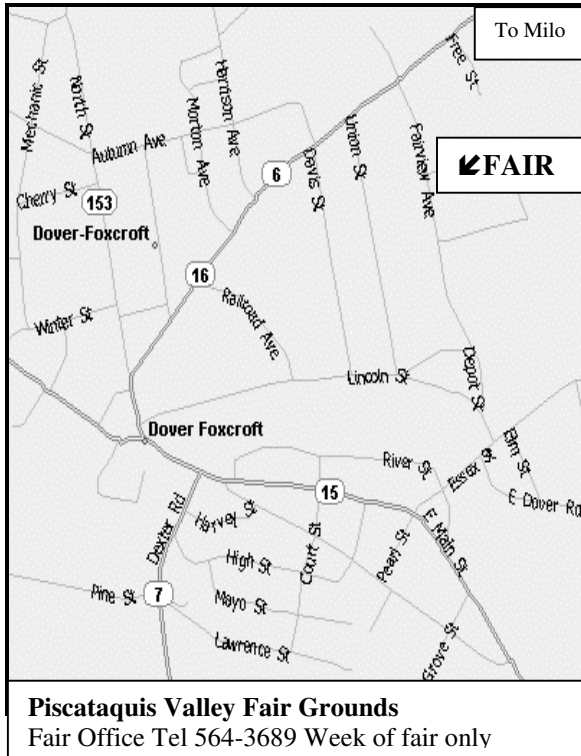 To Milo
Free St
Mechanic St
North St
Harrison Ave
Morton Ave
Autumn Ave
Union St
Davis St
Fairview Ave
↙FAIR
6
Cherry St
153
Dover-Foxcroft
16
Railroad Ave
Winter St
Lincoln St
Depot St
Dover Foxcroft
River St
Essex St
Elm St
15
E Dover Rd
Dexter Rd
Harvey St
Court St
Pearl St
E Main St
High St
Pine St
7
Mayo St
Lawrence St
Grove St
Piscataquis Valley Fair Grounds
Fair Office Tel 564-3689 Week of fair only